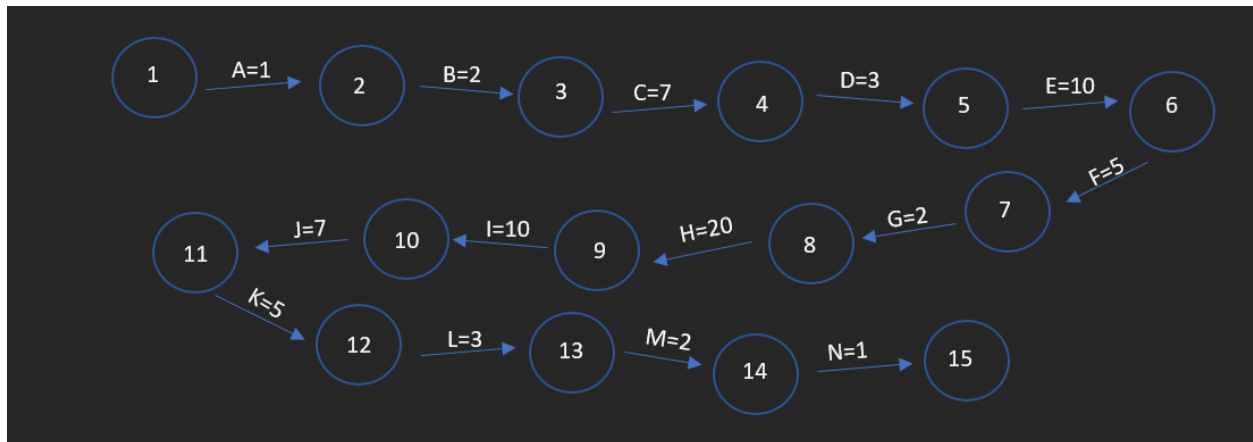 1 A=1 2 B=2 3 C=7 4 D=3 5 E=10 6
F=5
7 G=2 8 H=20 9 I=10 10 J=7 11
K=5
12 L=3 13 M=2 14 N=1 15